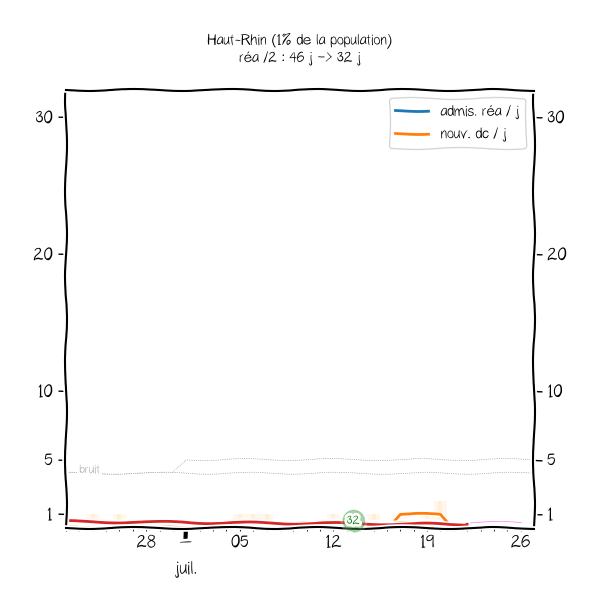 Haut-Rhin (1% de la population)
réa /2 : 46 j -> 32 j
admis. réa / j
nouv. dc / j
30
30
20
20
10
10
5
5
bruit
1
1
32
28
1
05
12
19
26
juil.